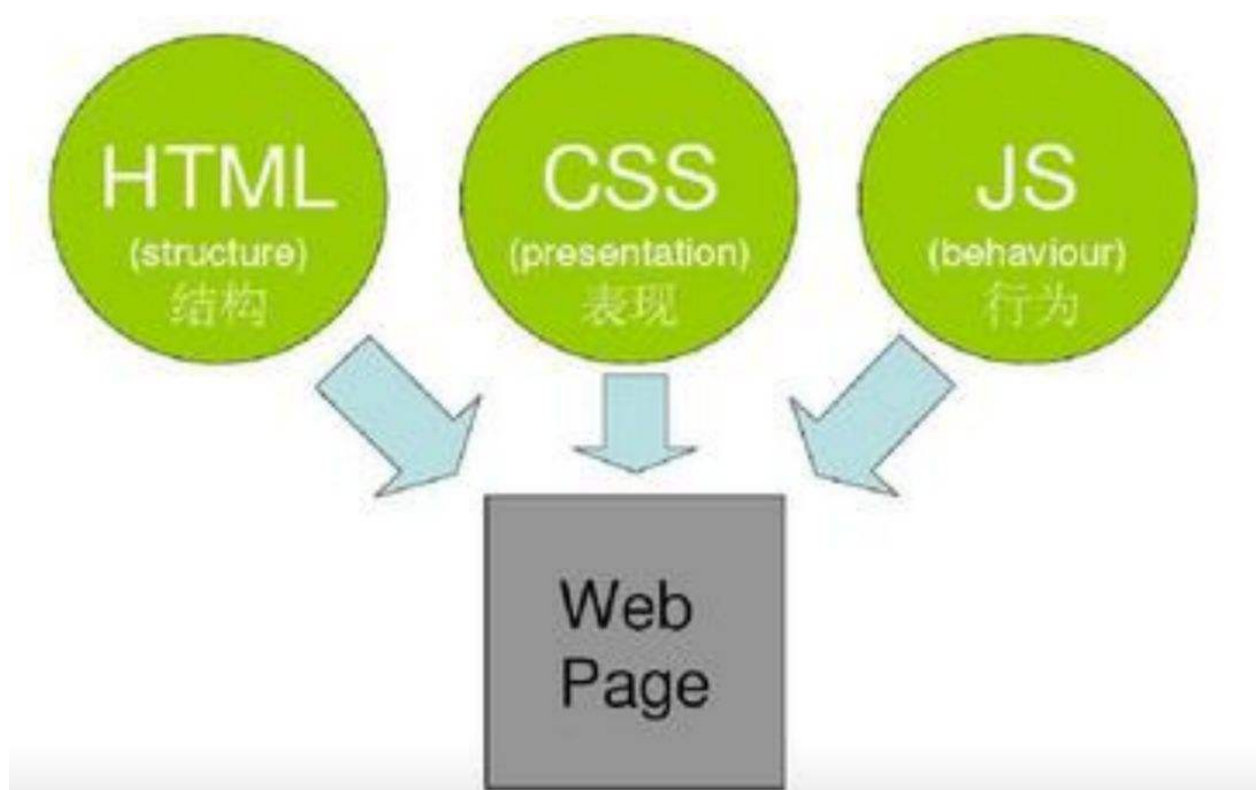 HTML
(structure)
结构
CSS
(presentation)
表现
JS
(behaviour)
行为
Web
Page